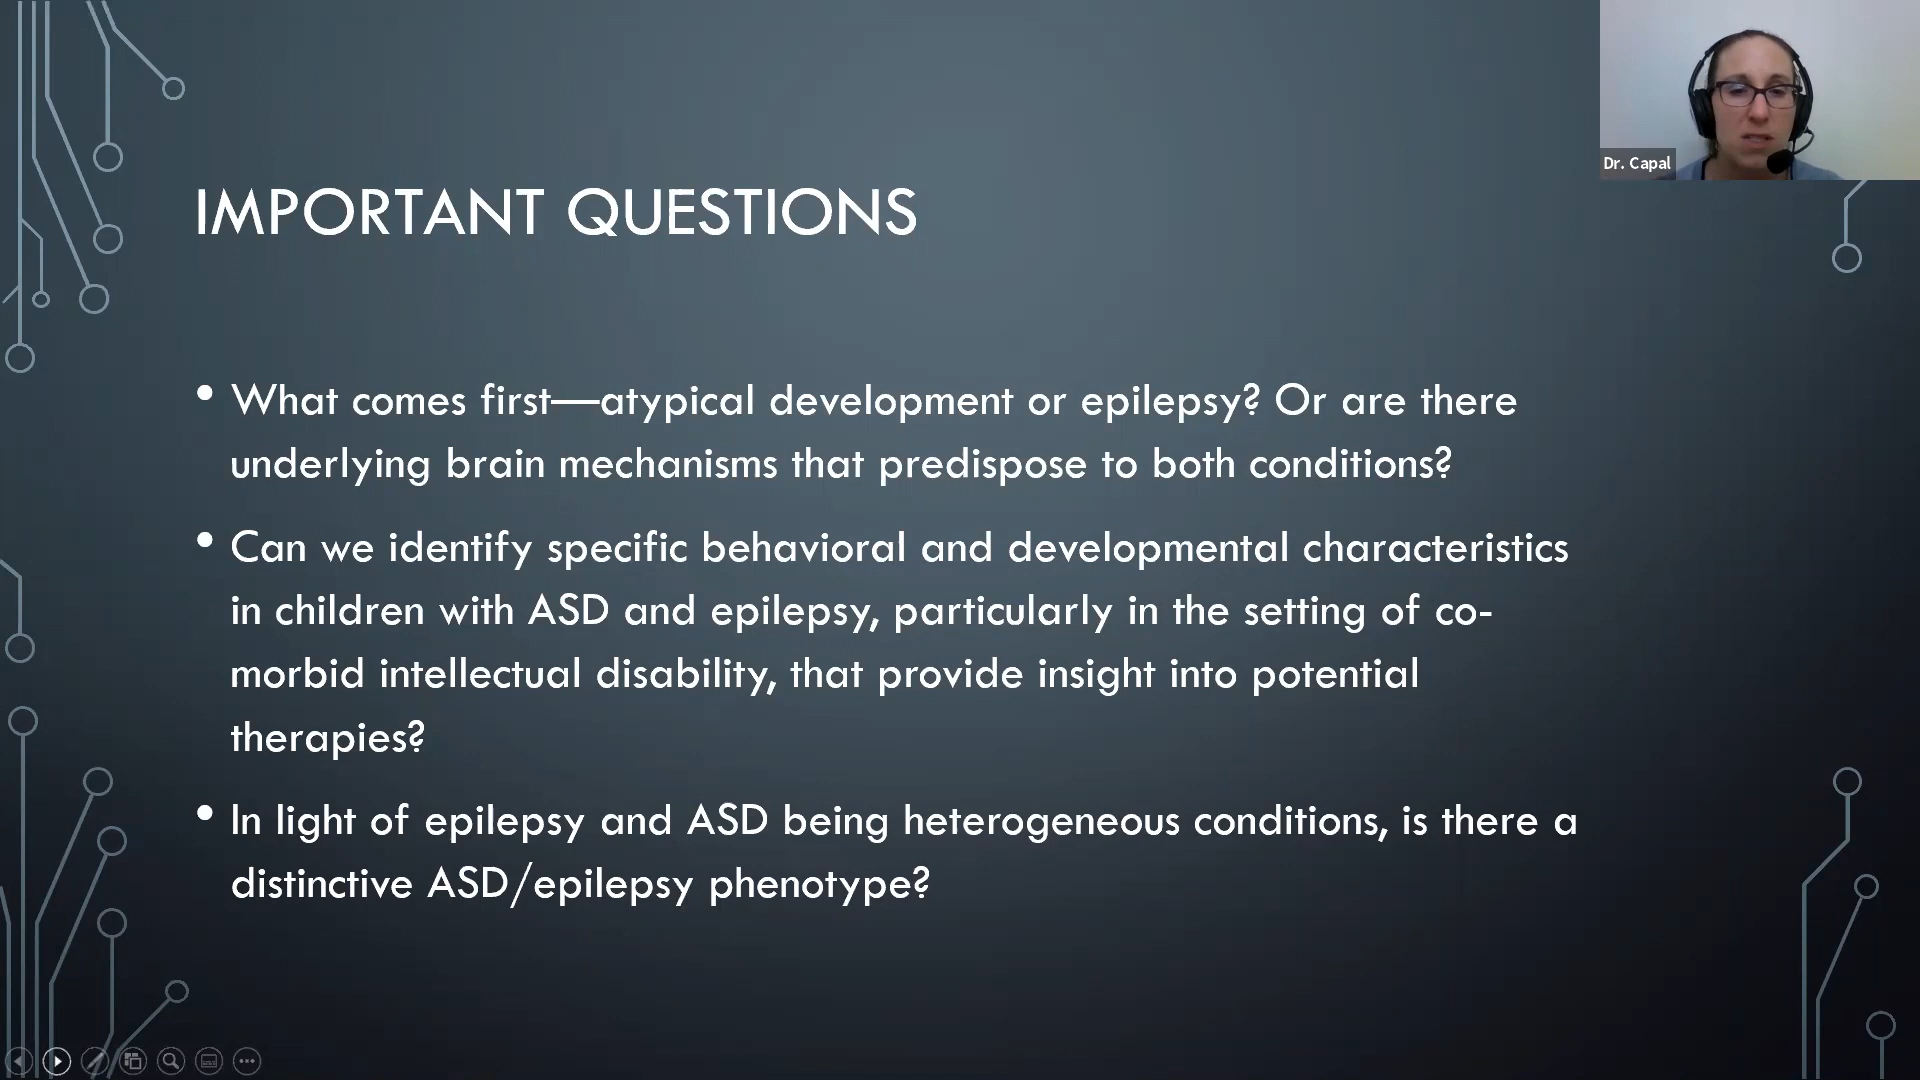 Dr. Capal
IMPORTANT QUESTIONS
• What comes first—atypical development or epilepsy? Or are there
underlying brain mechanisms that predispose to both conditions?
• Can we identify specific behavioral and developmental characteristics
in children with ASD and epilepsy, particularly in the setting of co-
morbid intellectual disability, that provide insight into potential
therapies?
• In light of epilepsy and ASD being heterogeneous conditions, is there a
distinctive ASD/epilepsy phenotype?